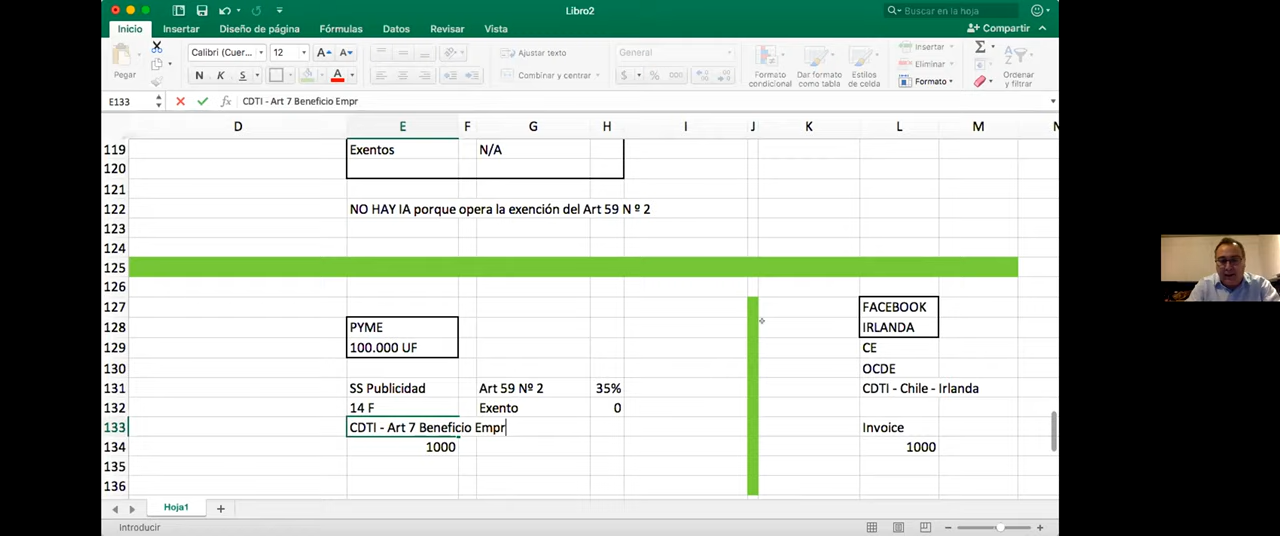 Libro2
Buscar en la hoja
Inicio Insertar Diseño de página Fórmulas Datos Revisar Vista Compartir
Pegar Calibri (Cuer... 12 A A Ajustar texto General Insertar Σ
N K S A Combinar y centrar $ % 000 Eliminar
Formato condicional Dar formato como tabla Estilos de celda Formato Ordenar y filtrar
E133 fx CDTI - Art 7 Beneficio Empr
D E F G H I J K L M N
119 Exentos N/A
120
121
122 NO HAY IA porque opera la exención del Art 59 N º 2
123
124
125
126
127 FACEBOOK
128 PYME IRLANDA
129 100.000 UF CE
130 OCDE
131 SS Publicidad Art 59 Nº 2 35% CDTI - Chile - Irlanda
132 14 F Exento 0
133 CDTI - Art 7 Beneficio Empr Invoice
134 1000 1000
135
136
Hoja1
Introducir